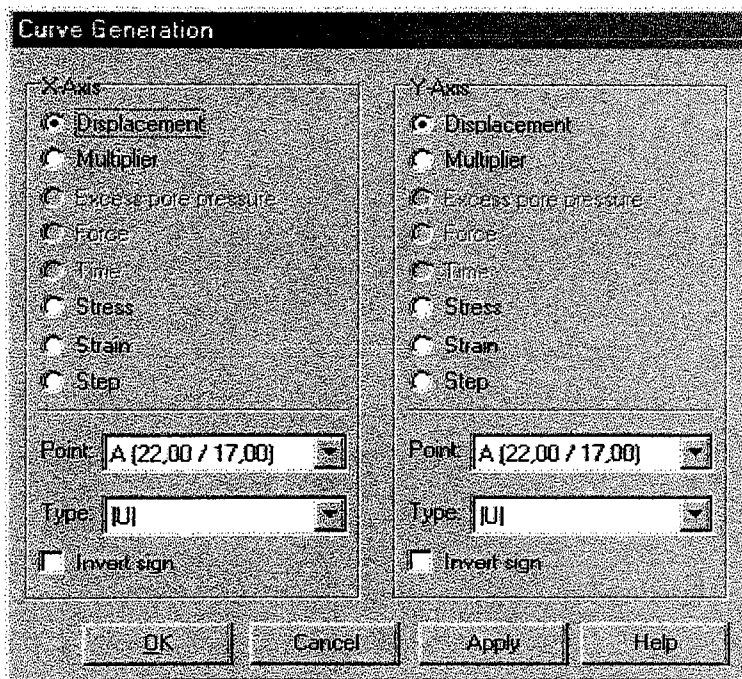 Curve Generation
X-Axis
Displacement
Multiplier
Excess pore pressure
Force
Time
Stress
Strain
Step
Point: A (22,00 / 17,00)
Type: |U|
Invert sign
Y-Axis
Displacement
Multiplier
Excess pore pressure
Force
Time
Stress
Strain
Step
Point: A (22,00 / 17,00)
Type: |U|
Invert sign
OK Cancel Apply Help